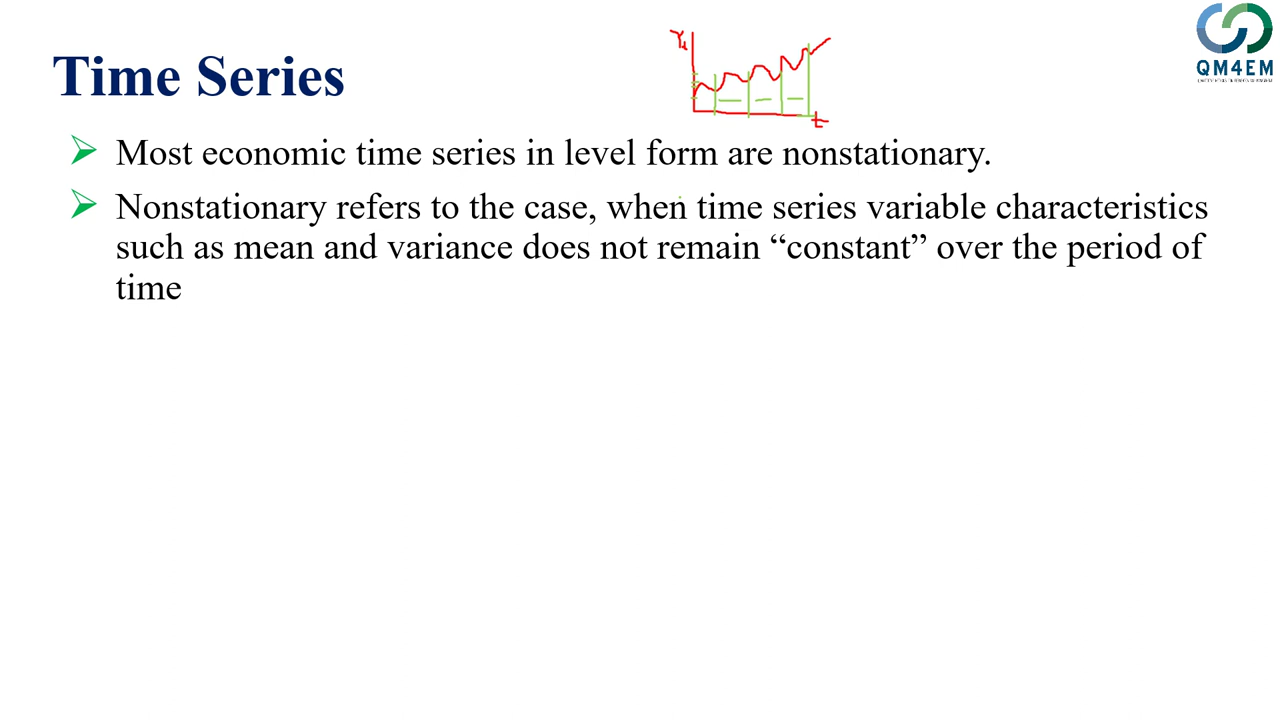 Yₜ
t
QM4EM
Time Series
Most economic time series in level form are nonstationary.
Nonstationary refers to the case, when time series variable characteristics
such as mean and variance does not remain “constant” over the period of
time